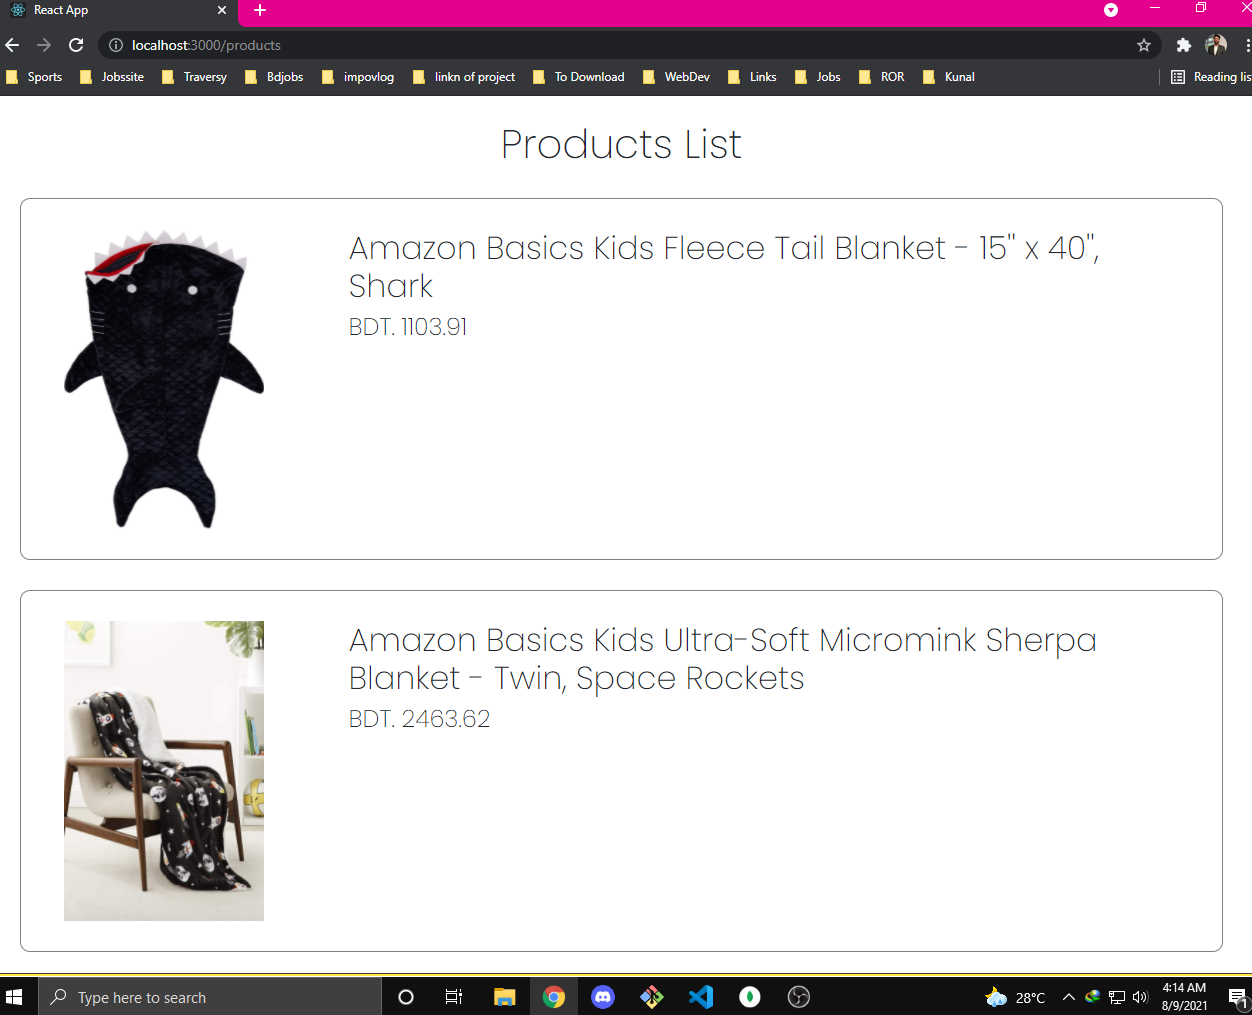 React App
localhost:3000/products
Sports Jobssite Traversy Bdjobs impovlog linkn of project To Download WebDev Links Jobs ROR Kunal Reading lis
Products List
Amazon Basics Kids Fleece Tail Blanket - 15" x 40",
Shark
BDT. 1103.91
Amazon Basics Kids Ultra-Soft Micromink Sherpa
Blanket - Twin, Space Rockets
BDT. 2463.62
Type here to search
28°C
4:14 AM
8/9/2021
1